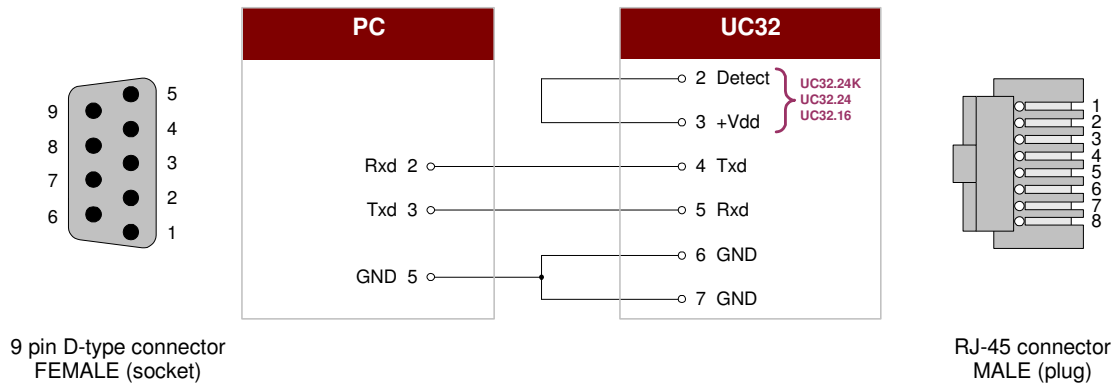 PC
UC32
2 Detect
3 +Vdd
UC32.24K
UC32.24
UC32.16
Rxd 2
4 Txd
Txd 3
5 Rxd
GND 5
6 GND
7 GND
5
9
4
8
3
7
2
6
1
1
2
3
4
5
6
7
8
9 pin D-type connector
FEMALE (socket)
RJ-45 connector
MALE (plug)